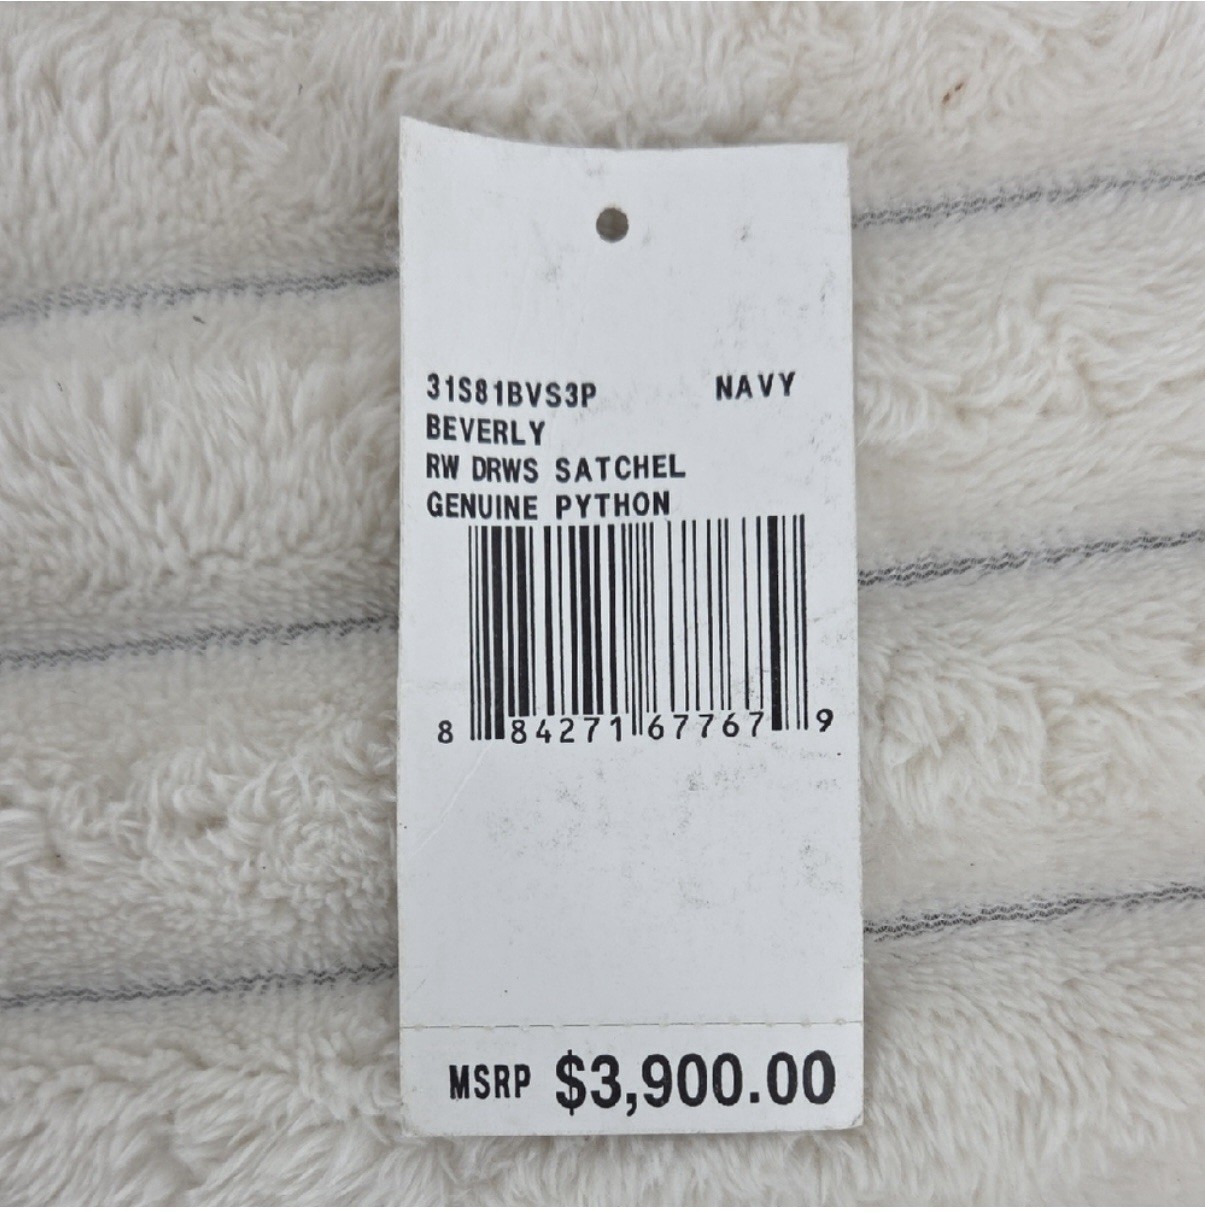 31S81BVS3P NAVY
BEVERLY
RW DRWS SATCHEL
GENUINE PYTHON
8 84271 67767 9
MSRP $3,900.00